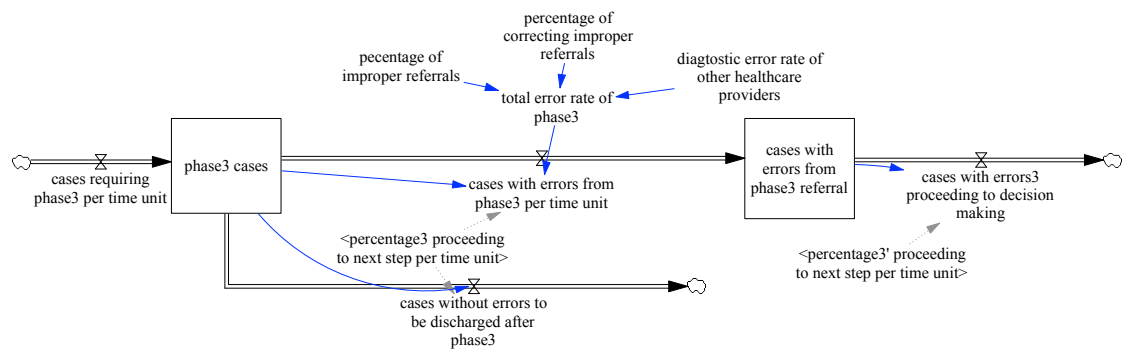 percentage of
correcting improper
referrals
pecentage of
improper referrals
diagtostic error rate of
other healthcare
providers
total error rate of
phase3
phase3 cases
cases requiring
phase3 per time unit
cases with errors from
phase3 per time unit
cases with
errors from
phase3 referral
cases with errors3
proceeding to decision
making
<percentage3 proceeding
to next step per time unit>
<percentage3' proceeding
to next step per time unit>
cases without errors to
be discharged after
phase3